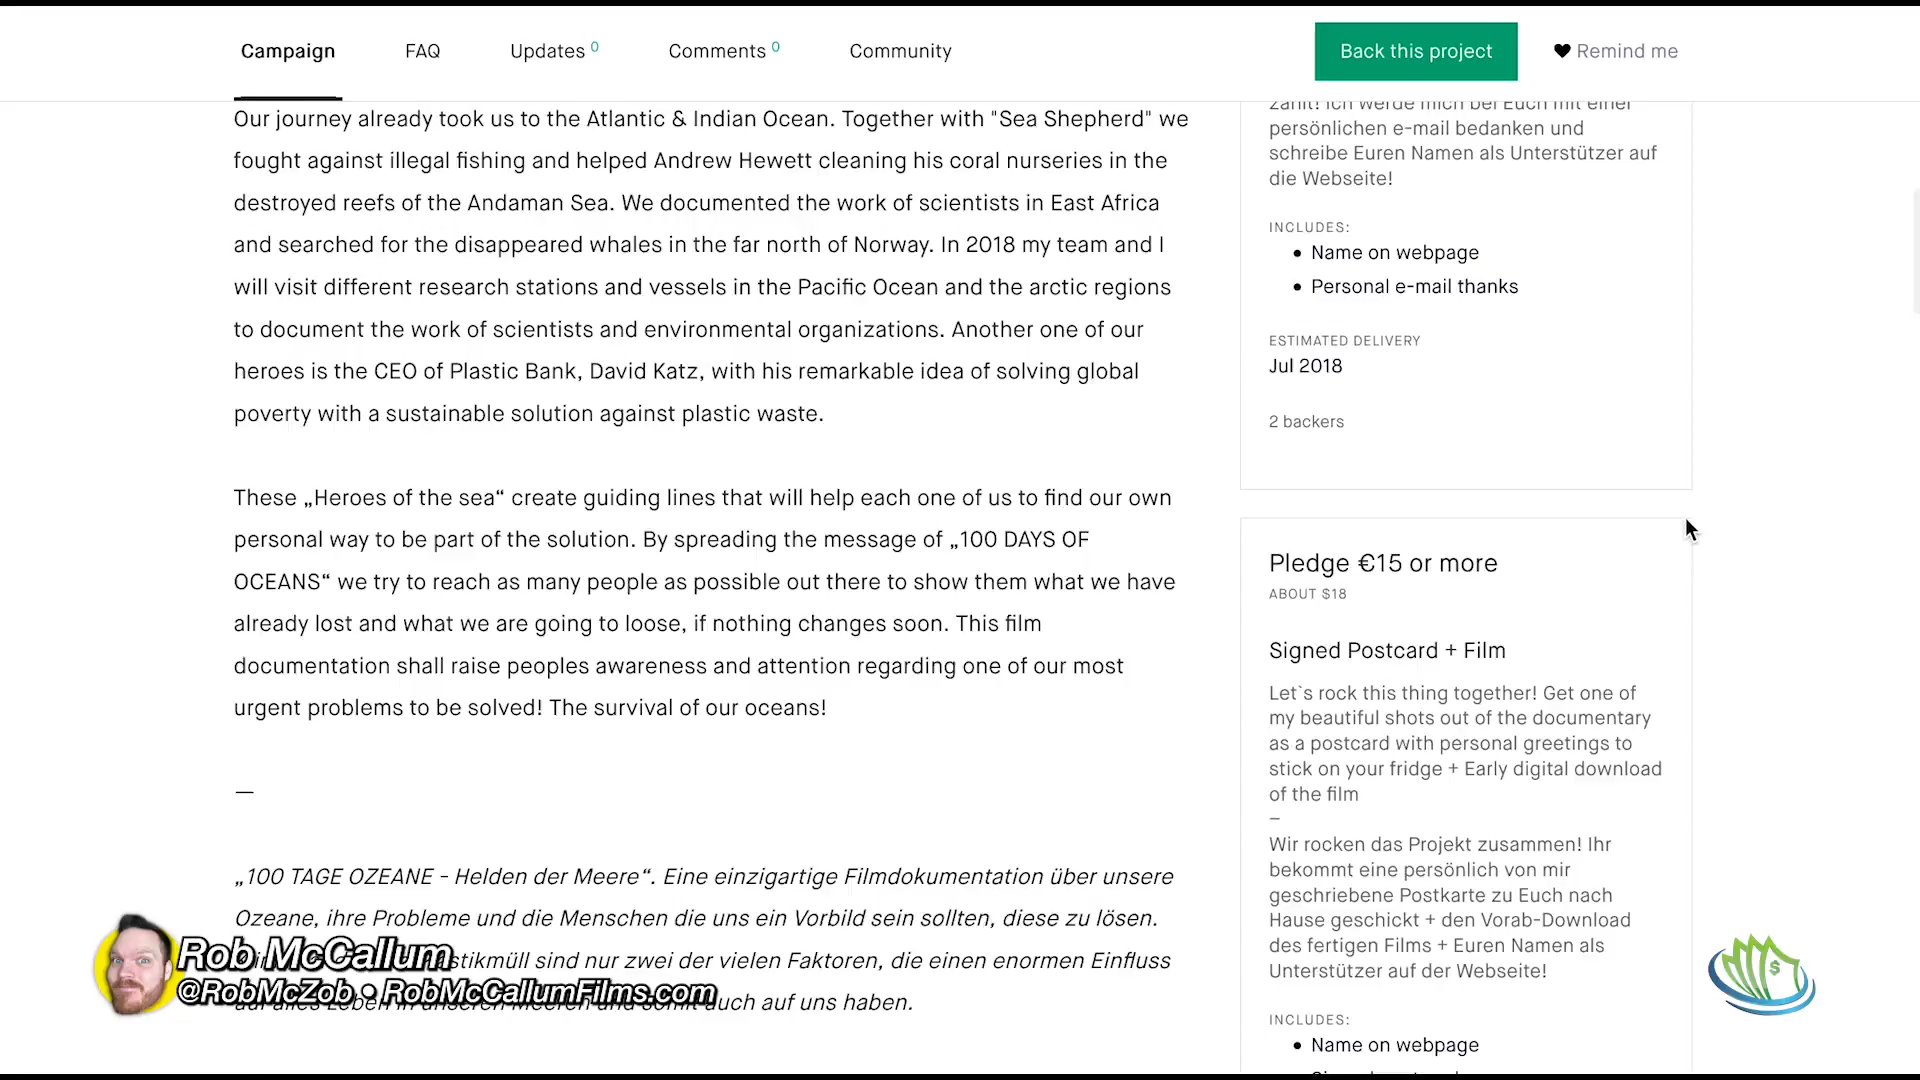 Campaign
FAQ
Updates 0
Comments 0
Community
Back this project
Remind me
Our journey already took us to the Atlantic & Indian Ocean. Together with "Sea Shepherd" we
fought against illegal fishing and helped Andrew Hewett cleaning his coral nurseries in the
destroyed reefs of the Andaman Sea. We documented the work of scientists in East Africa
and searched for the disappeared whales in the far north of Norway. In 2018 my team and I
will visit different research stations and vessels in the Pacific Ocean and the arctic regions
to document the work of scientists and environmental organizations. Another one of our
heroes is the CEO of Plastic Bank, David Katz, with his remarkable idea of solving global
poverty with a sustainable solution against plastic waste.
These „Heroes of the sea“ create guiding lines that will help each one of us to find our own
personal way to be part of the solution. By spreading the message of „100 DAYS OF
OCEANS“ we try to reach as many people as possible out there to show them what we have
already lost and what we are going to loose, if nothing changes soon. This film
documentation shall raise peoples awareness and attention regarding one of our most
urgent problems to be solved! The survival of our oceans!
—
„100 TAGE OZEANE - Helden der Meere“. Eine einzigartige Filmdokumentation über unsere
Ozeane, ihre Probleme und die Menschen die uns ein Vorbild sein sollten, diese zu lösen.
sind nur zwei der vielen Faktoren, die einen enormen Einfluss
auch auf uns haben.
Rob McCallum
@RobMcZob • RobMcCallumFilms.com
zählt! Ich werde mich bei Euch mit einer
persönlichen e-mail bedanken und
schreibe Euren Namen als Unterstützer auf
die Webseite!
INCLUDES:
• Name on webpage
• Personal e-mail thanks
ESTIMATED DELIVERY
Jul 2018
2 backers
Pledge €15 or more
ABOUT $18
Signed Postcard + Film
Let`s rock this thing together! Get one of
my beautiful shots out of the documentary
as a postcard with personal greetings to
stick on your fridge + Early digital download
of the film
–
Wir rocken das Projekt zusammen! Ihr
bekommt eine persönlich von mir
geschriebene Postkarte zu Euch nach
Hause geschickt + den Vorab-Download
des fertigen Films + Euren Namen als
Unterstützer auf der Webseite!
INCLUDES:
• Name on webpage